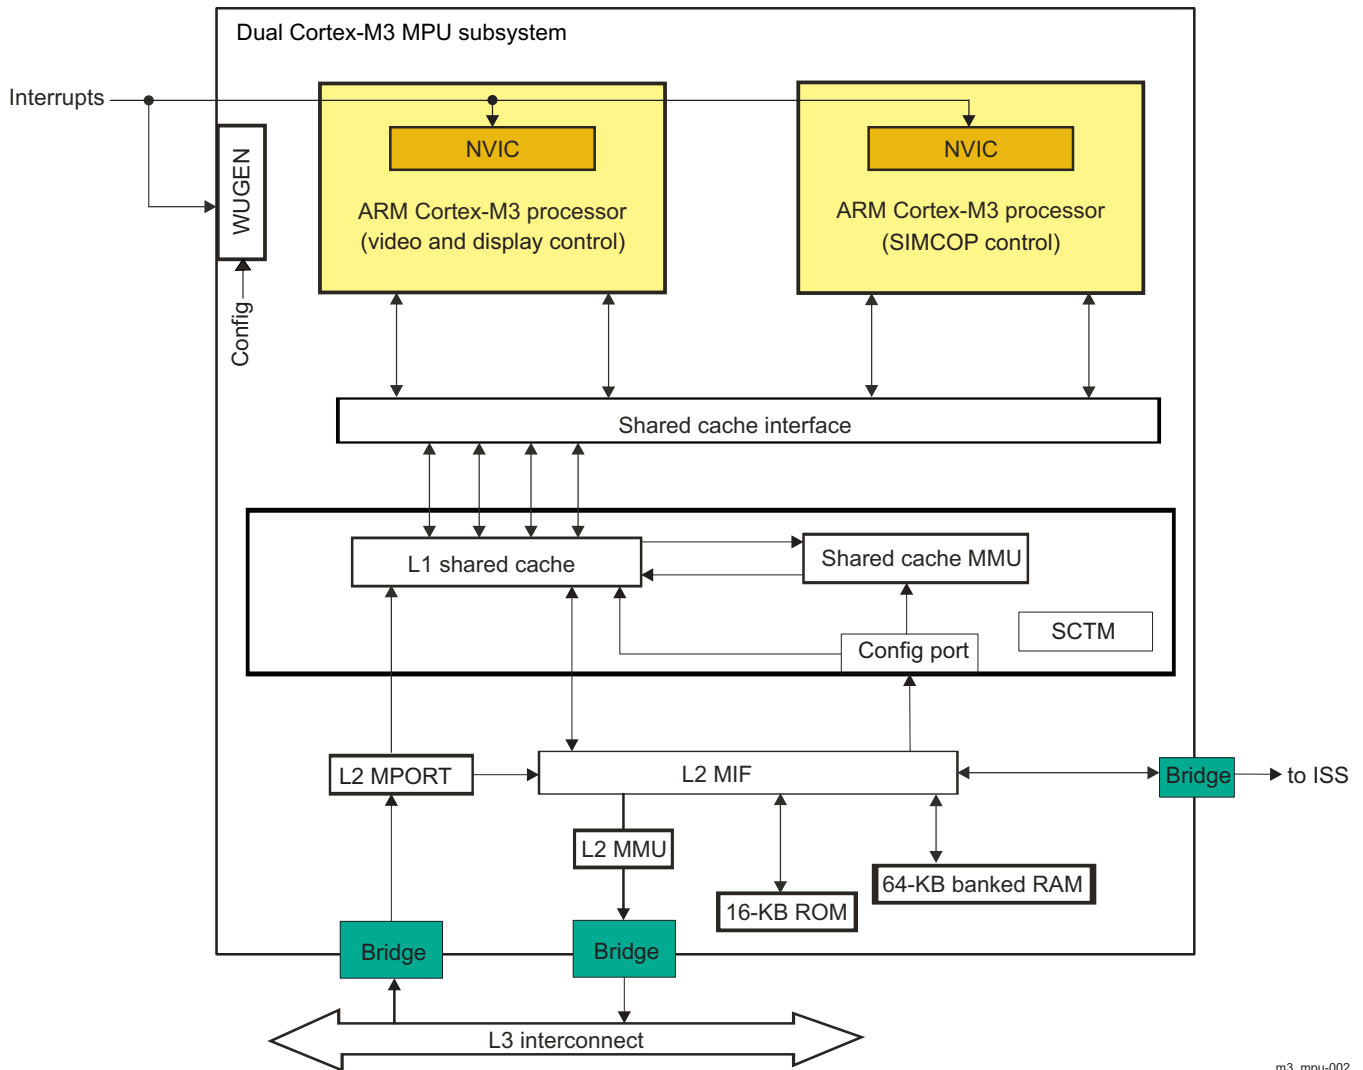 Dual Cortex-M3 MPU subsystem
Interrupts
NVIC
NVIC
WUGEN
ARM Cortex-M3 processor
(video and display control)
ARM Cortex-M3 processor
(SIMCOP control)
Config
Shared cache interface
L1 shared cache
Shared cache MMU
SCTM
Config port
L2 MPORT
L2 MIF
Bridge
to ISS
L2 MMU
64-KB banked RAM
16-KB ROM
Bridge
Bridge
L3 interconnect
m3_mpu-002